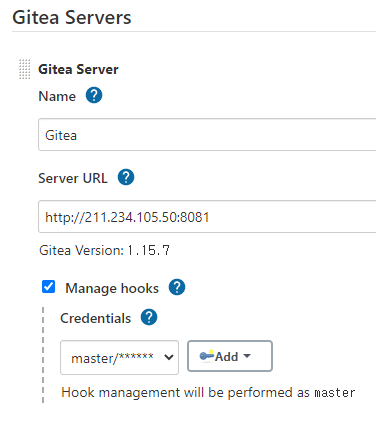 Gitea Servers
Gitea Server
Name ?
Gitea
Server URL ?
http://211.234.105.50:8081
Gitea Version: 1.15.7
Manage hooks ?
Credentials ?
master/******
Add
Hook management will be performed as master